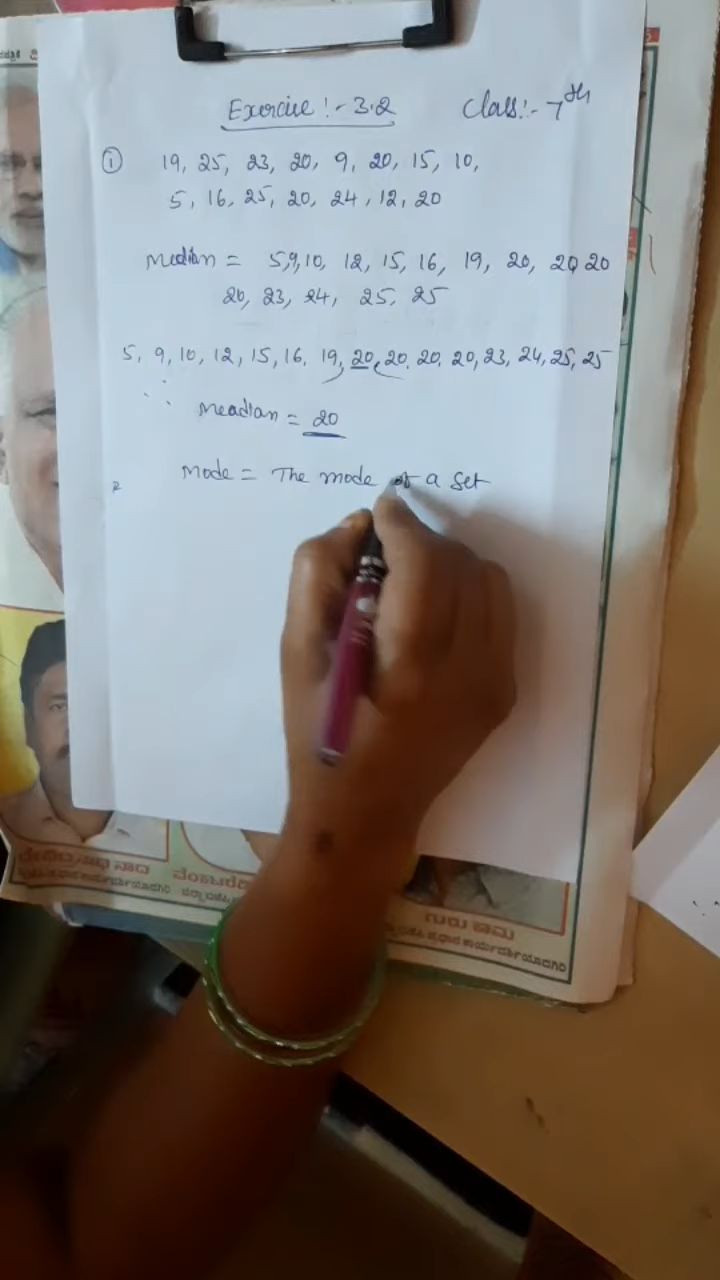 Exercise :- 3.2 Class :- 7th
① 19, 25, 23, 20, 9, 20, 15, 10,
5, 16, 25, 20, 24, 12, 20
Median = 5,9,10, 12, 15, 16, 19, 20, 20 20
20, 23, 24, 25, 25
5, 9, 10, 12, 15, 16, 19, 20, 20, 20, 20, 23, 24, 25, 25
∴ Meadian = 20
Mode = The mode of a set
ಗುರು ಕಾಮ